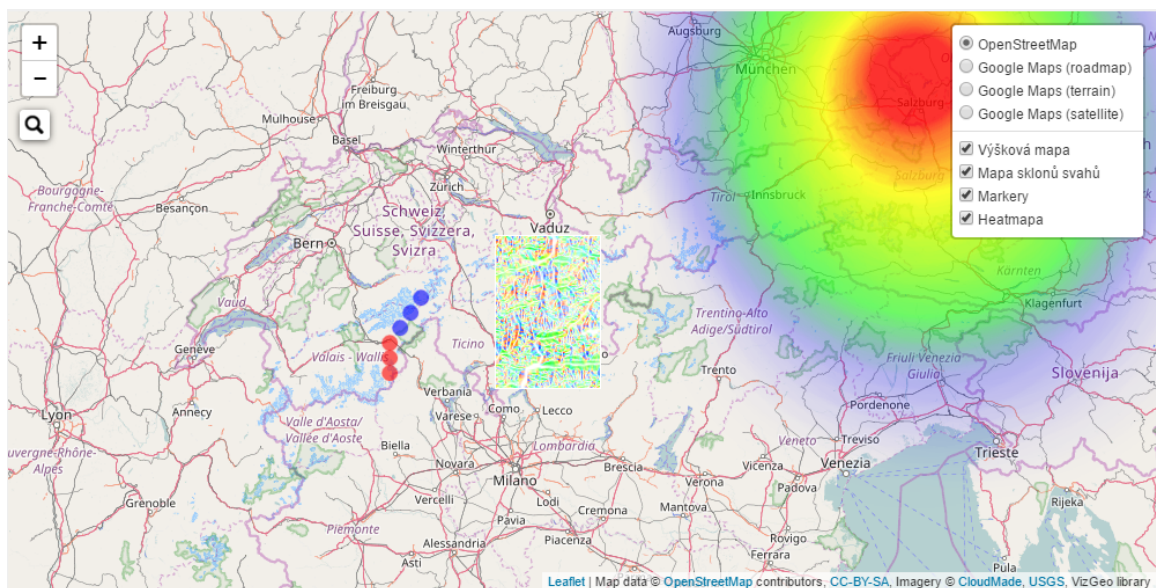 +
−
OpenStreetMap
Google Maps (roadmap)
Google Maps (terrain)
Google Maps (satellite)
Výšková mapa
Mapa sklonů svahů
Markery
Heatmapa
Augsburg
München
Freiburg
im Breisgau
Mulhouse
Basel
Winterthur
Zürich
Salzburg
Salzburg
Bourgogne-
Franche-Comté
Besançon
Schweiz,
Suisse, Svizzera,
Svizra
Vaduz
Tirol
Innsbruck
Bern
Kärnten
Klagenfurt
Vaud
Genève
Valais - Wallis
Ticino
Trentino-Alto
Adige/Südtirol
Friuli Venezia
Giulia
Slovenija
Trento
Annecy
Verbania
Varese
Como
Lecco
Pordenone
Lyon
Valle d'Aosta/
Vallée d'Aoste
Biella
Lombardia
Veneto
Treviso
Trieste
Auvergne-Rhône-
Alpes
Novara
Milano
Brescia
Verona
Vicenza
Venezia
Padova
Grenoble
Vercelli
Lodi
Cremona
Mantova
Rijeka
Pavia
Piemonte
Asti
Alessandria
Piacenza
Rovigo
Ferrara
Pula
Leaflet | Map data © OpenStreetMap contributors, CC-BY-SA, Imagery © CloudMade, USGS, VizGeo library